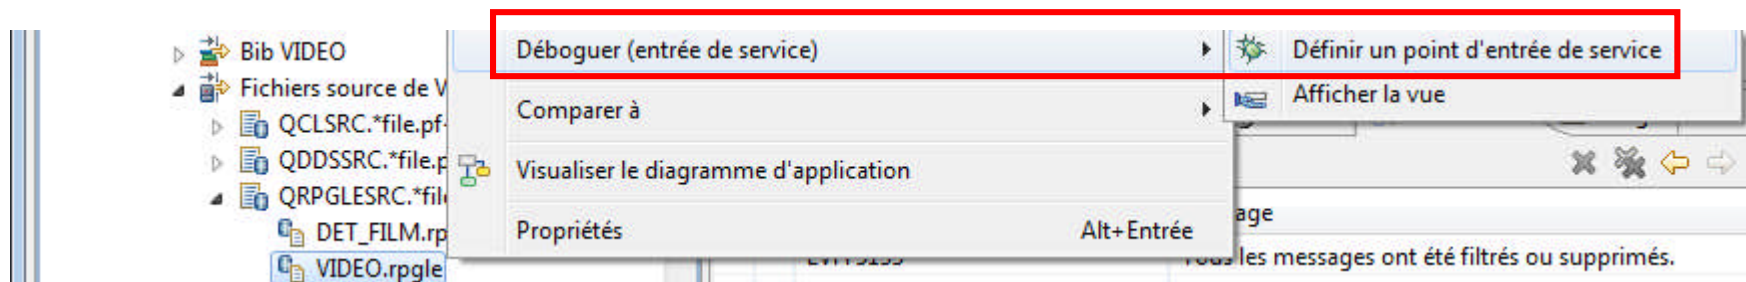 Bib VIDEO
Déboguer (entrée de service)
Définir un point d'entrée de service
Fichiers source de V
Afficher la vue
QCLSRC.*file.pf-
Comparer à
QDDSSRC.*file.p
Visualiser le diagramme d'application
QRPGLESRC.*file
Propriétés Alt+Entrée
age
DET_FILM.rp
VIDEO.rpgle
Tous les messages ont été filtrés ou supprimés.